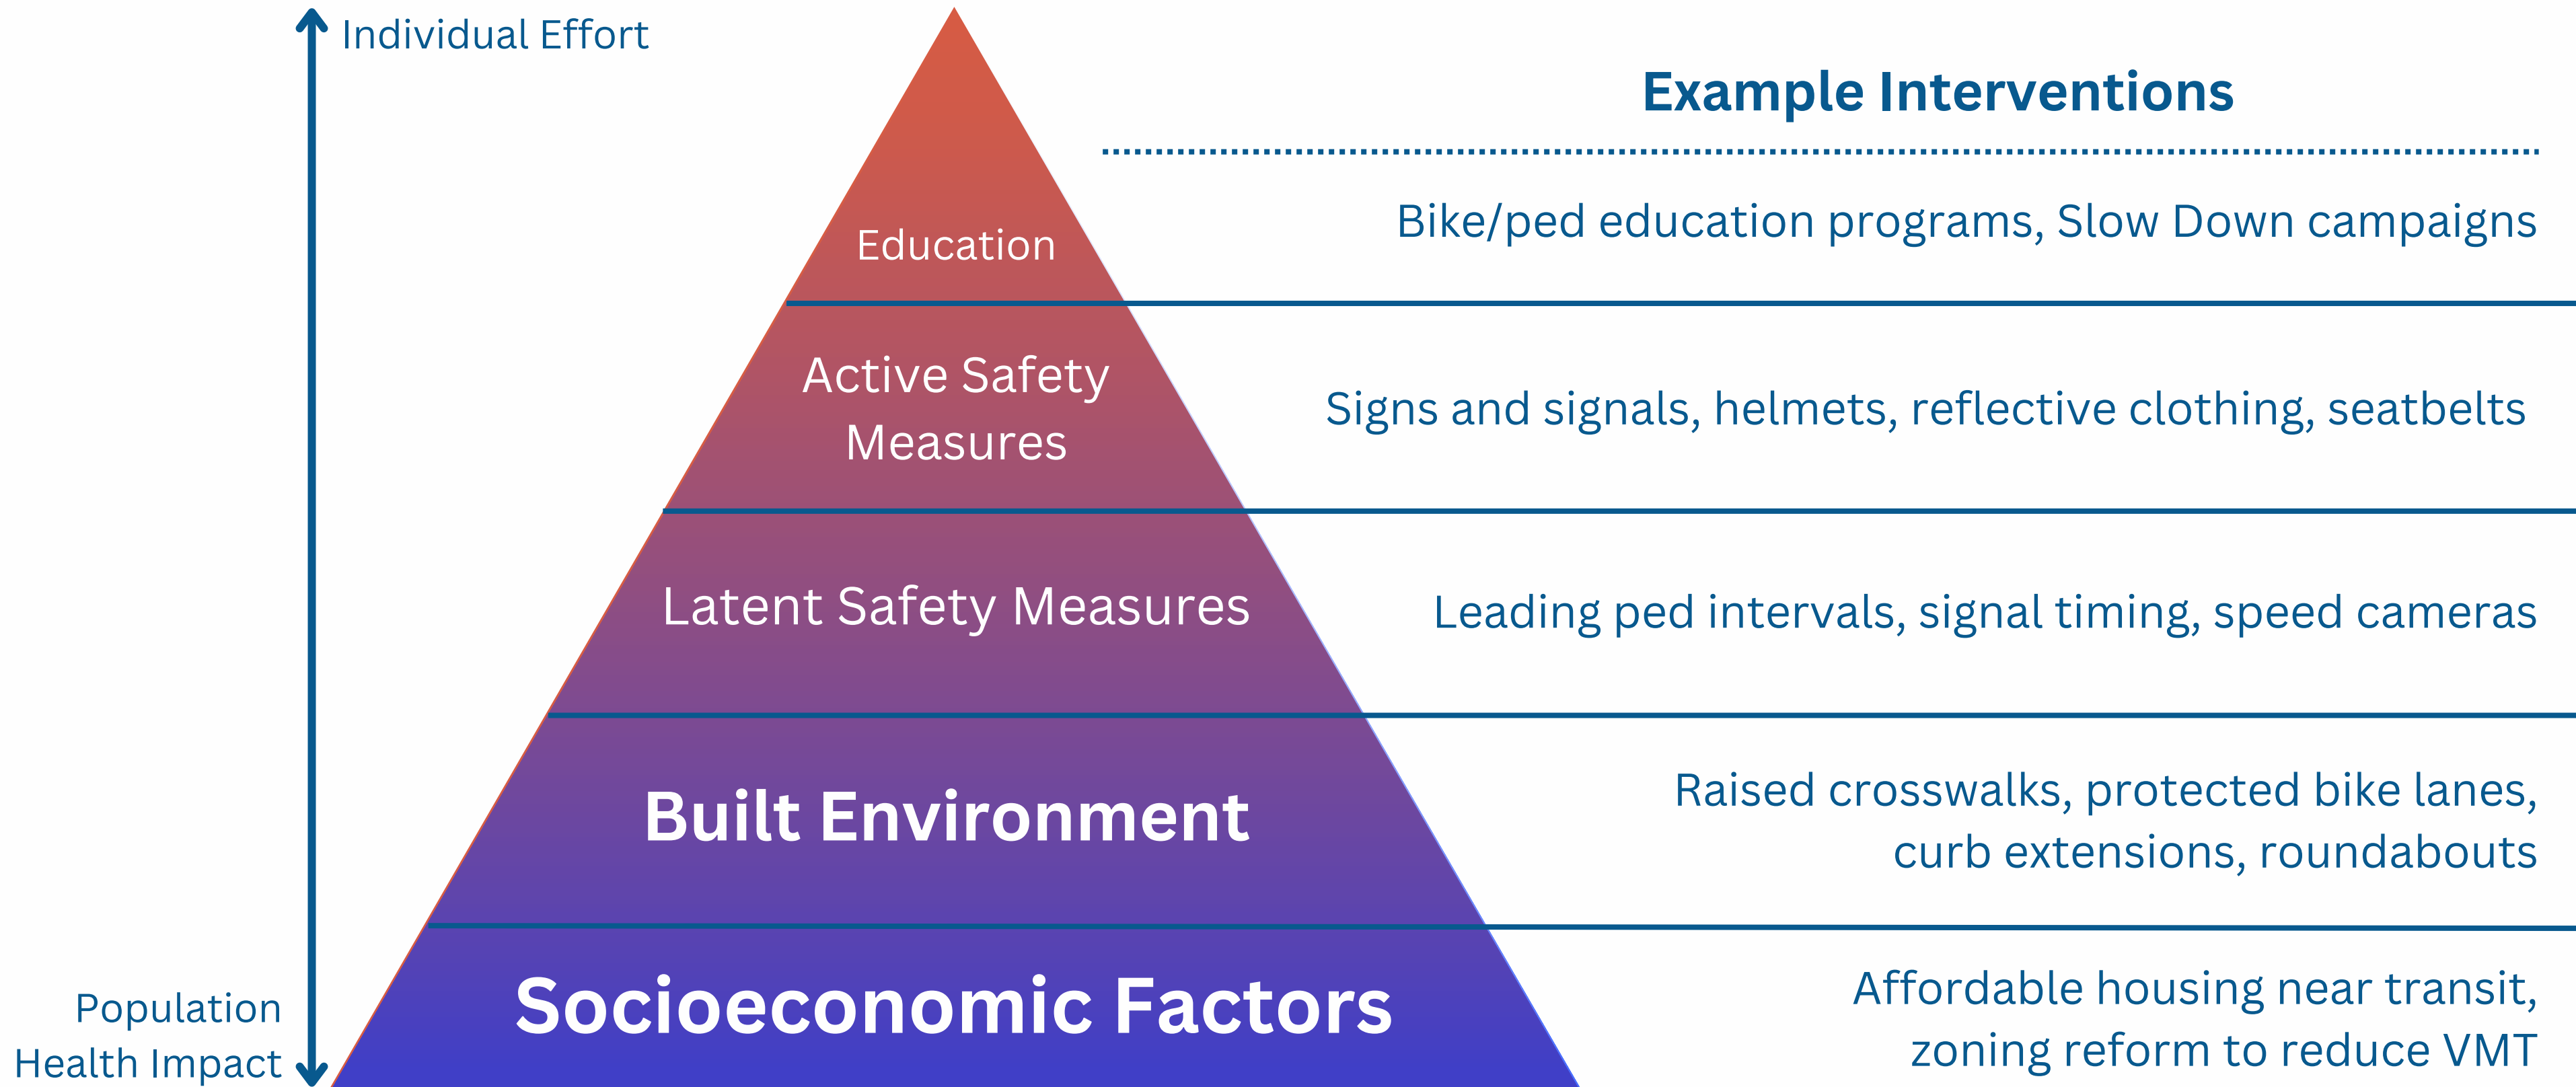 Individual Effort
Example Interventions
Education
Bike/ped education programs, Slow Down campaigns
Active Safety
Measures
Signs and signals, helmets, reflective clothing, seatbelts
Latent Safety Measures
Leading ped intervals, signal timing, speed cameras
Built Environment
Raised crosswalks, protected bike lanes,
curb extensions, roundabouts
Socioeconomic Factors
Affordable housing near transit,
zoning reform to reduce VMT
Population
Health Impact